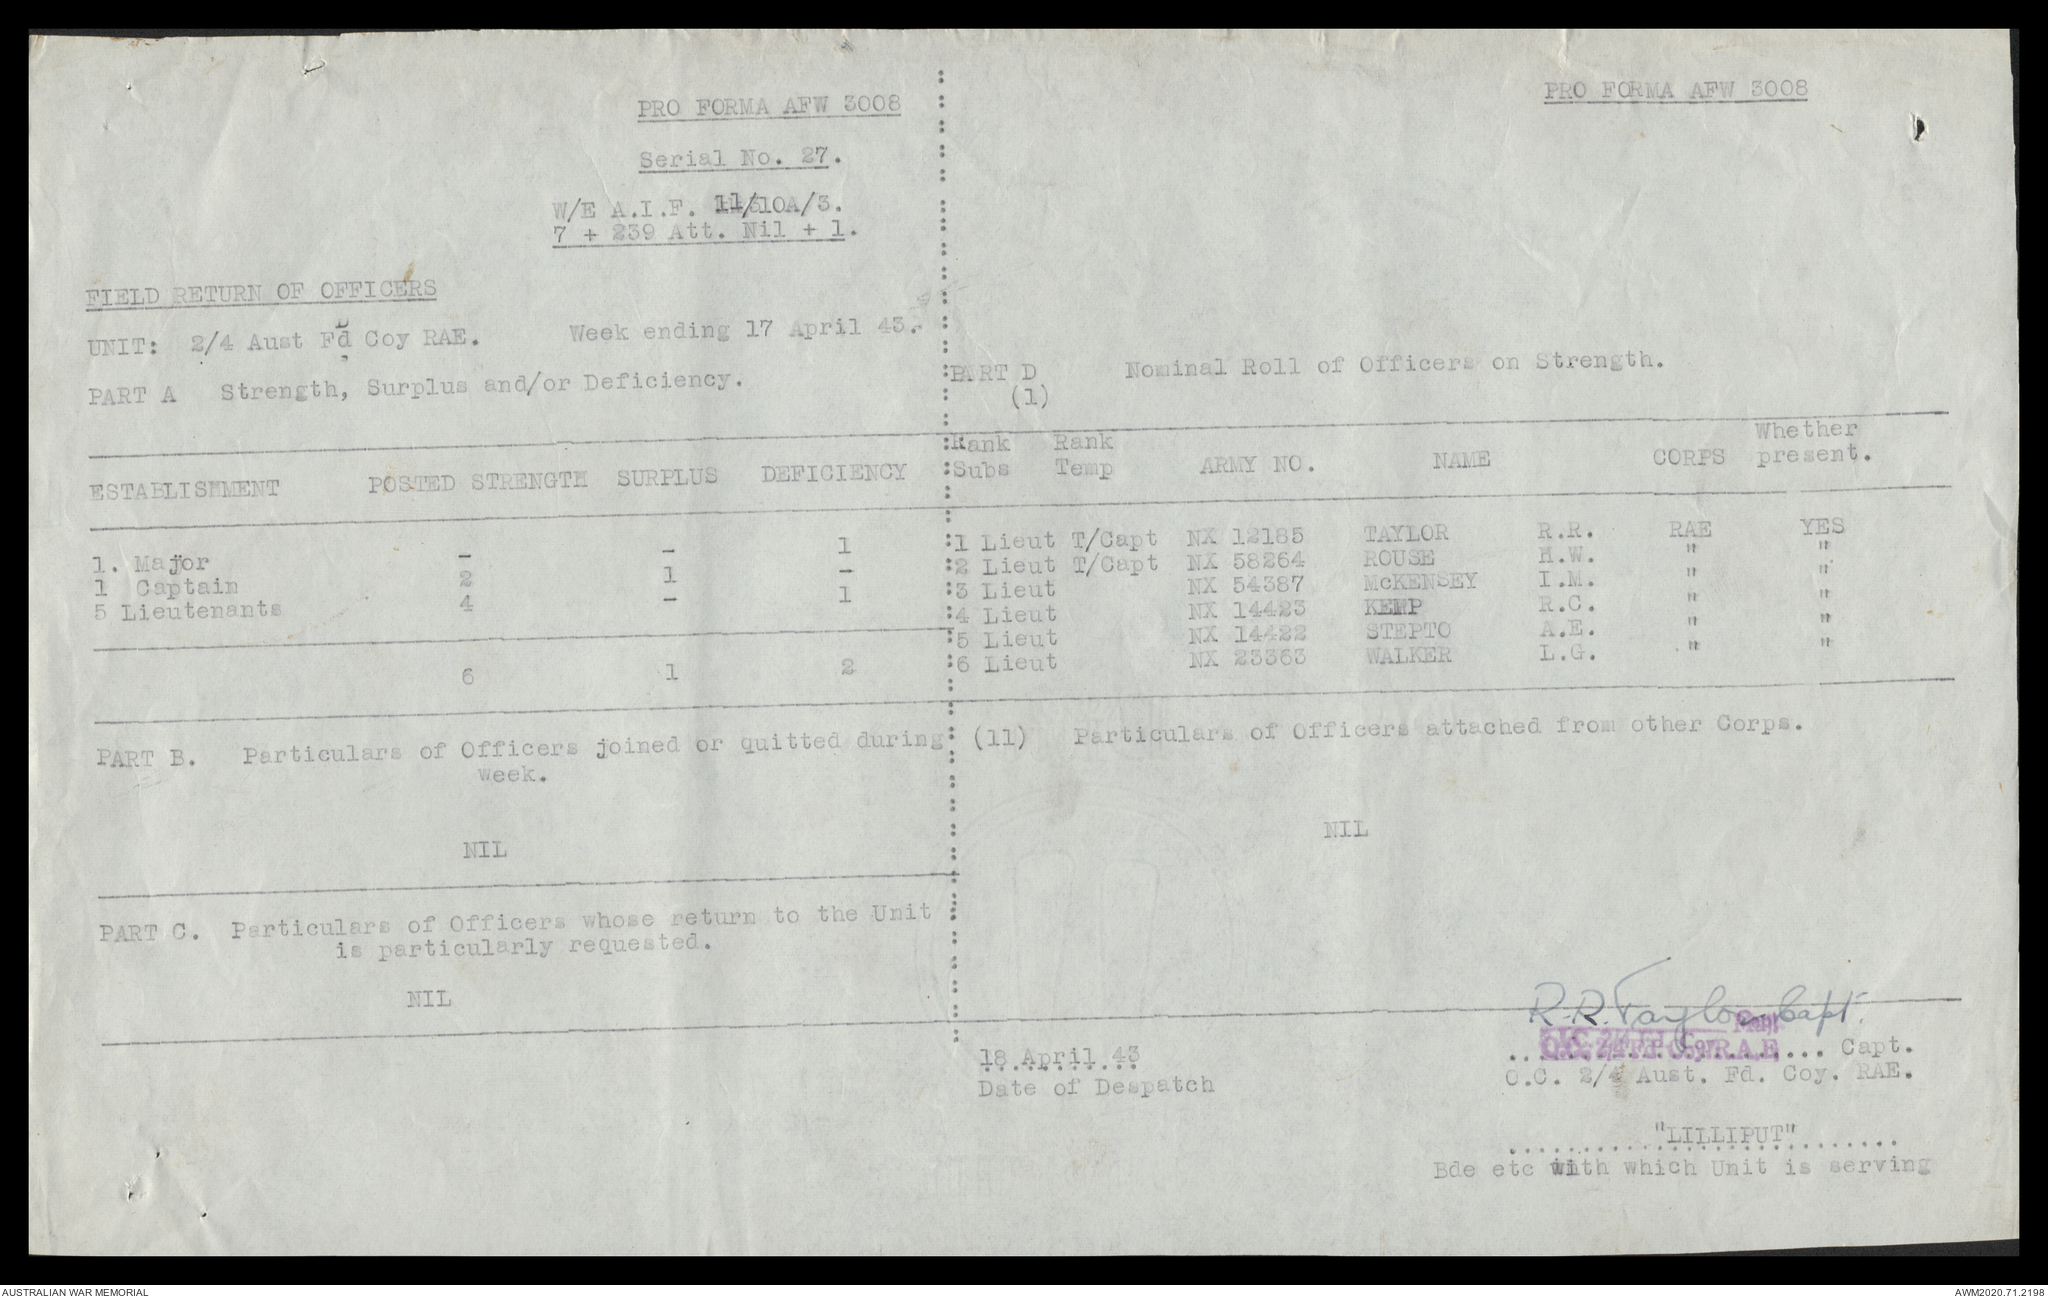 PRO FORMA AFW 3008
Serial No. 27.
W/E A.I.F. 11/10A/3.
7 + 239 Att. Nil + 1.
FIELD RETURN OF OFFICERS
UNIT: 2/4 Aust Fd Coy RAE. Week ending 17 April 43.
PART A Strength, Surplus and/or Deficiency.
ESTABLISHMENT POSTED STRENGTH SURPLUS DEFICIENCY
1. Major - - 1
1 Captain 2 1 -
5 Lieutenants 4 - 1
6 1 2
PART B. Particulars of Officers joined or quitted during
week.
NIL
PART C. Particulars of Officers whose return to the Unit
is particularly requested.
NIL
PRO FORMA AFW 3008
PART D Nominal Roll of Officers on Strength.
(1)
Rank Rank Whether
Subs Temp ARMY NO. NAME CORPS present.
1 Lieut T/Capt NX 12185 TAYLOR R.R. RAE YES
2 Lieut T/Capt NX 58264 ROUSE H.W. " "
3 Lieut NX 54387 McKENSEY I.M. " "
4 Lieut NX 14423 KEMP R.C. " "
5 Lieut NX 14422 STEPTO A.E. " "
6 Lieut NX 23363 WALKER L.G. " "
(11) Particulars of Officers attached from other Corps.
NIL
R.R. Taylor Capt.
18 April 43 .................... Capt.
Date of Despatch
O.C. 2/4 Aust. Fd. Coy. RAE.
"LILLIPUT"
Bde etc with which Unit is serving
AUSTRALIAN WAR MEMORIAL
AWM2020.71.2198